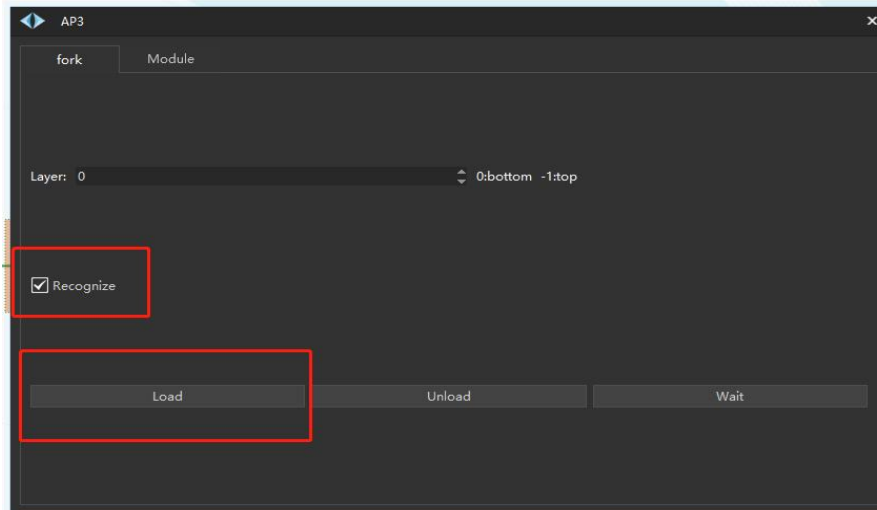 AP3
fork Module
Layer: 0 0:bottom -1:top
Recognize
Load Unload Wait